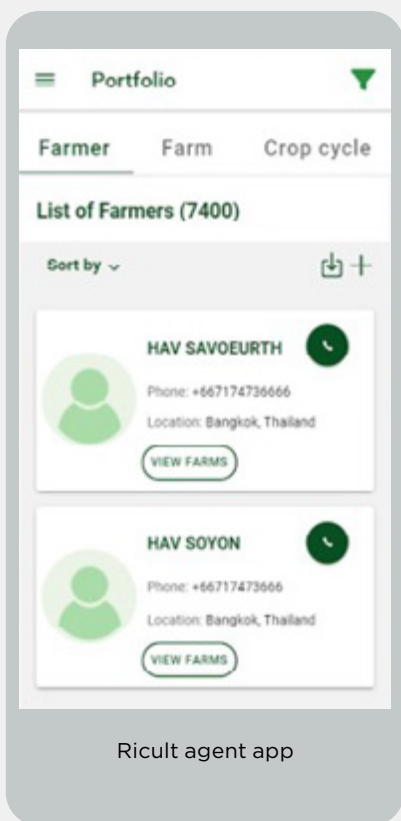 Portfolio
Farmer Farm Crop cycle
List of Farmers (7400)
Sort by
HAV SAVOEURTH
Phone: +667174736666
Location: Bangkok, Thailand
VIEW FARMS
HAV SOYON
Phone: +66717473666
Location: Bangkok, Thailand
VIEW FARMS
Ricult agent app